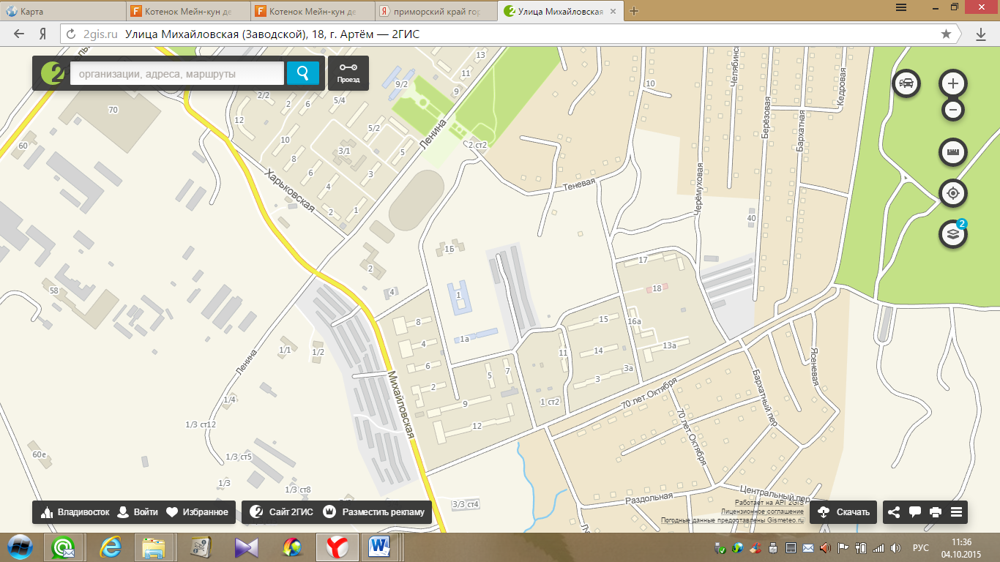 Карта
Котенок Мейн-кун де
Котенок Мейн-кун де
приморский край гор
Улица Михайловская
2gis.ru Улица Михайловская (Заводской), 18, г. Артём — 2ГИС
организации, адреса, маршруты
Проезд
13
11
9/2
9
10
2/2
2
6
5/4
70
12
5/2
10
60
3/1
5
8
6
3
4
2
1
2 ст2
Ленина
Харьковская
Теневая
Черёмуховая
Челябинс
Берёзовая
Бархатная
Кедровая
2
40
1Б
2
17
58
4
1
18
8
15
16а
4
1а
13а
1/1
1/2
11
14
6
5
7
3а
3
2
Ленина
Михайловская
9
1 ст2
70 лет Октября
Ясеневая
1/4
12
Бархатный пер
70 лет Октября
1/3 ст12
60е
1/3 ст5
1/3
1/3 ст8
3/3 ст4
Раздольная
Центральный пер
Работает на API 2GIS
Лицензионное соглашение
Погодные данные предоставлены Gismeteo.ru
Владивосток
Войти
Избранное
Сайт 2ГИС
Разместить рекламу
Скачать
РУС
11:36
04.10.2015